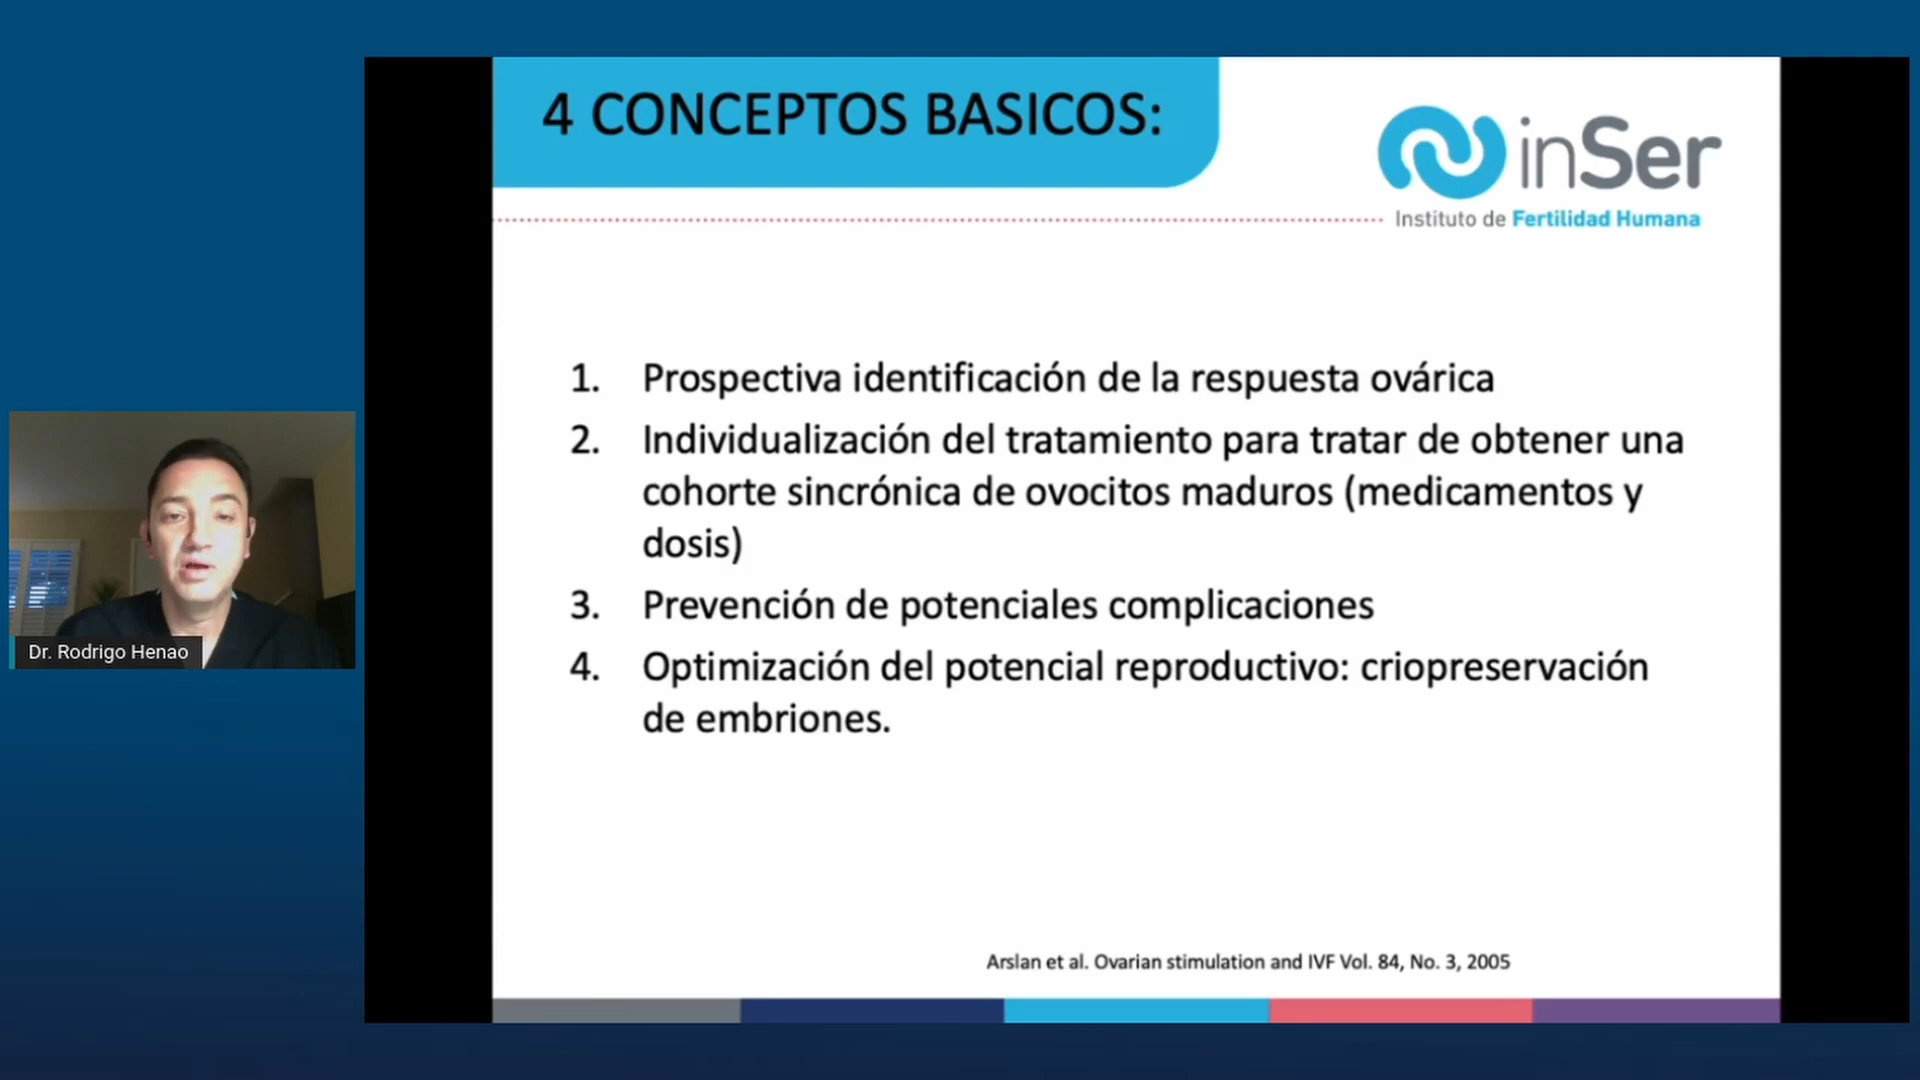 4 CONCEPTOS BASICOS:
inSer
Instituto de Fertilidad Humana
1. Prospectiva identificación de la respuesta ovárica
2. Individualización del tratamiento para tratar de obtener una
cohorte sincrónica de ovocitos maduros (medicamentos y
dosis)
3. Prevención de potenciales complicaciones
4. Optimización del potencial reproductivo: criopreservación
de embriones.
Dr. Rodrigo Henao
Arslan et al. Ovarian stimulation and IVF Vol. 84, No. 3, 2005